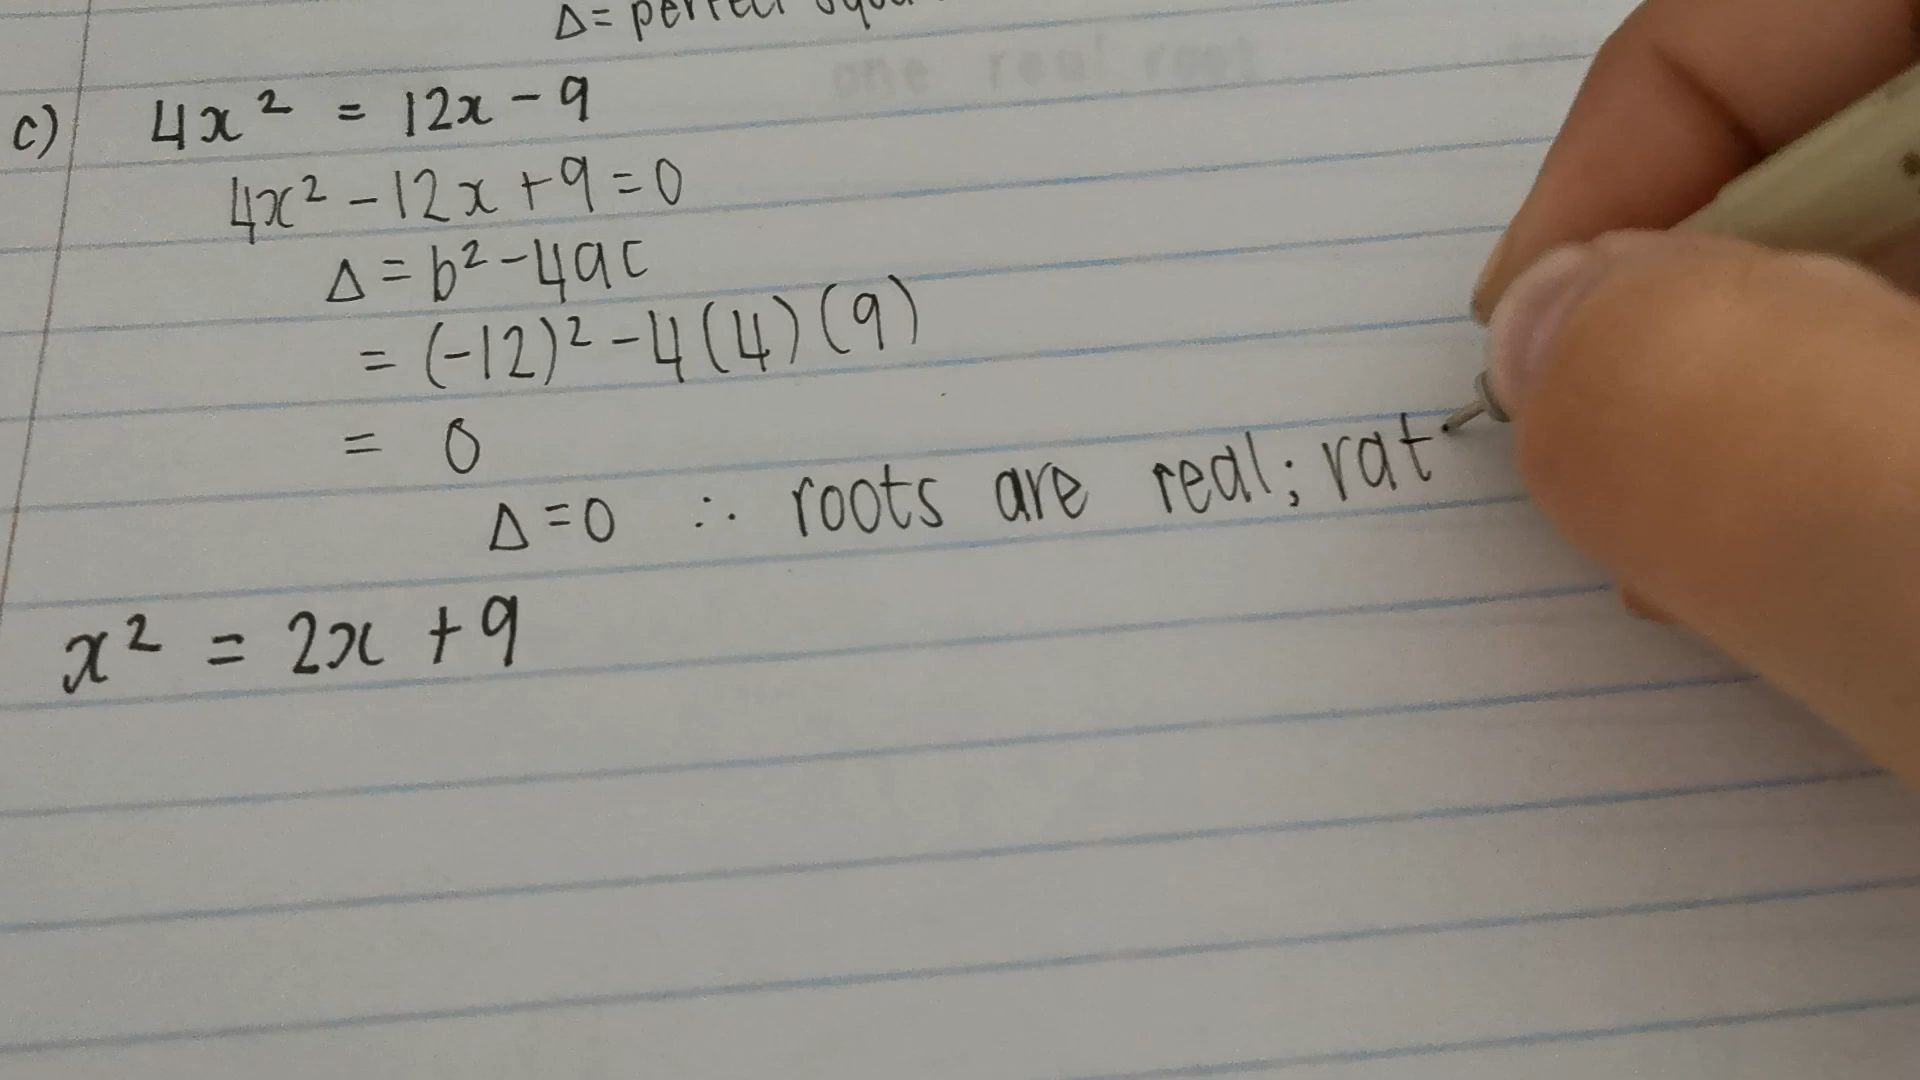 Δ = perfect
c) 4x² = 12x - 9
4x² - 12x + 9 = 0
Δ = b² - 4ac
= (-12)² - 4(4)(9)
= 0
Δ = 0 ∴ roots are real; rat
x² = 2x + 9